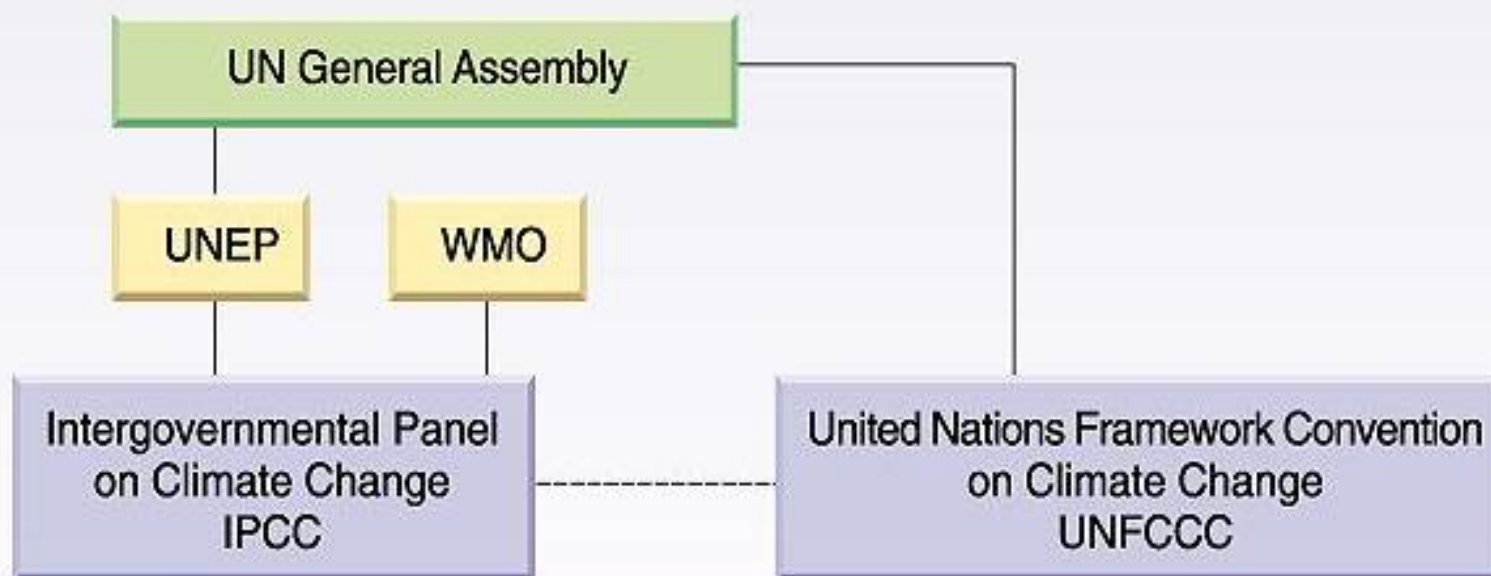 UN General Assembly
UNEP
WMO
Intergovernmental Panel
on Climate Change
IPCC
United Nations Framework Convention
on Climate Change
UNFCCC